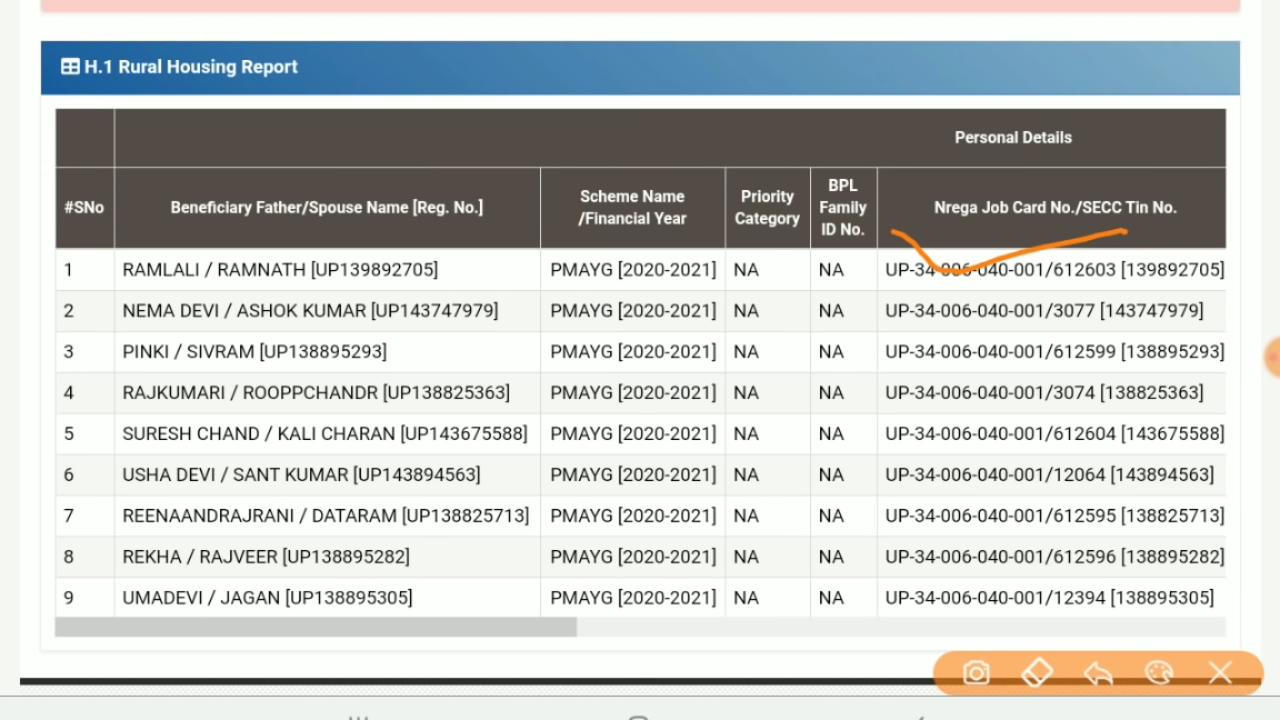 H.1 Rural Housing Report
Personal Details
#SNo Beneficiary Father/Spouse Name [Reg. No.] Scheme Name /Financial Year Priority Category BPL Family ID No. Nrega Job Card No./SECC Tin No.
1 RAMLALI / RAMNATH [UP139892705] PMAYG [2020-2021] NA NA UP-34-006-040-001/612603 [139892705]
2 NEMA DEVI / ASHOK KUMAR [UP143747979] PMAYG [2020-2021] NA NA UP-34-006-040-001/3077 [143747979]
3 PINKI / SIVRAM [UP138895293] PMAYG [2020-2021] NA NA UP-34-006-040-001/612599 [138895293]
4 RAJKUMARI / ROOPPCHANDR [UP138825363] PMAYG [2020-2021] NA NA UP-34-006-040-001/3074 [138825363]
5 SURESH CHAND / KALI CHARAN [UP143675588] PMAYG [2020-2021] NA NA UP-34-006-040-001/612604 [143675588]
6 USHA DEVI / SANT KUMAR [UP143894563] PMAYG [2020-2021] NA NA UP-34-006-040-001/12064 [143894563]
7 REENAANDRAJRANI / DATARAM [UP138825713] PMAYG [2020-2021] NA NA UP-34-006-040-001/612595 [138825713]
8 REKHA / RAJVEER [UP138895282] PMAYG [2020-2021] NA NA UP-34-006-040-001/612596 [138895282]
9 UMADEVI / JAGAN [UP138895305] PMAYG [2020-2021] NA NA UP-34-006-040-001/12394 [138895305]